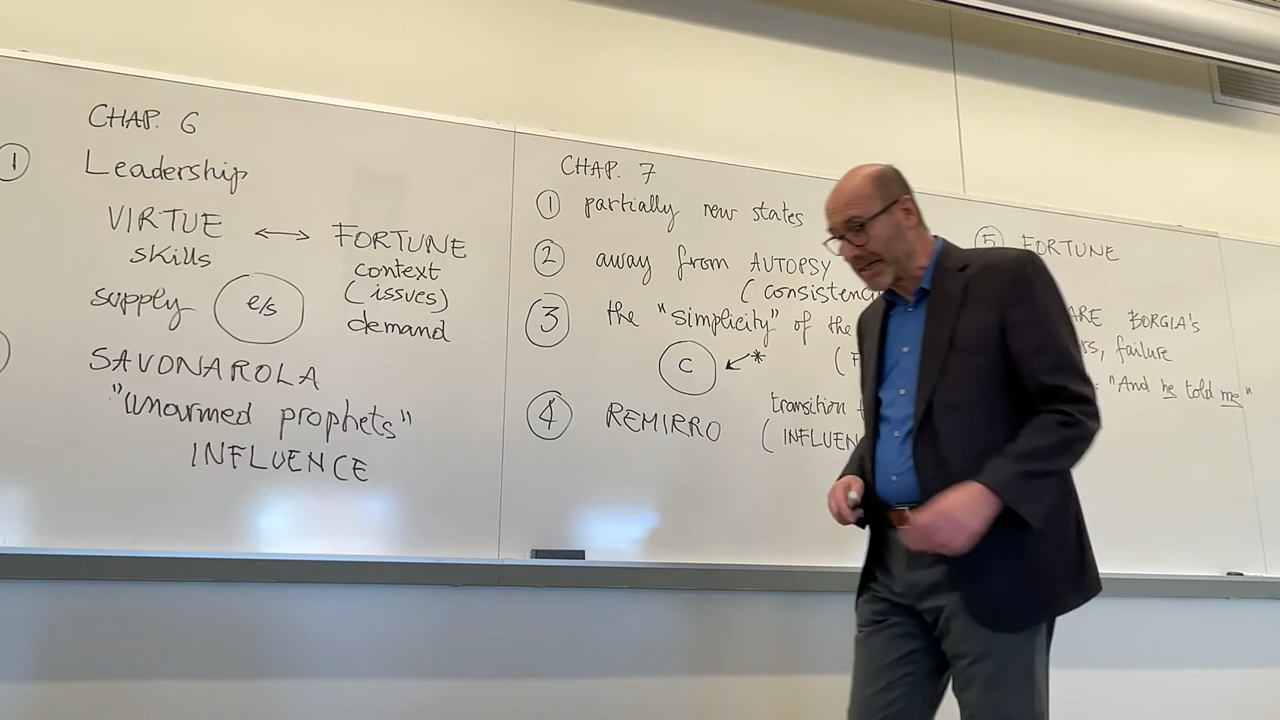 CHAP. 6
1 Leadership
VIRTUE ↔ FORTUNE
skills context
(issues)
supply e/s demand
SAVONAROLA
"unarmed prophets"
INFLUENCE
CHAP. 7
1 partially new states
2 away from AUTOPSY
(
3 the "simplicity" of the
C ←*
(
4 REMIRRO transition
(
5 FORTUNE
BORGIA'S
failure
"And he told me"